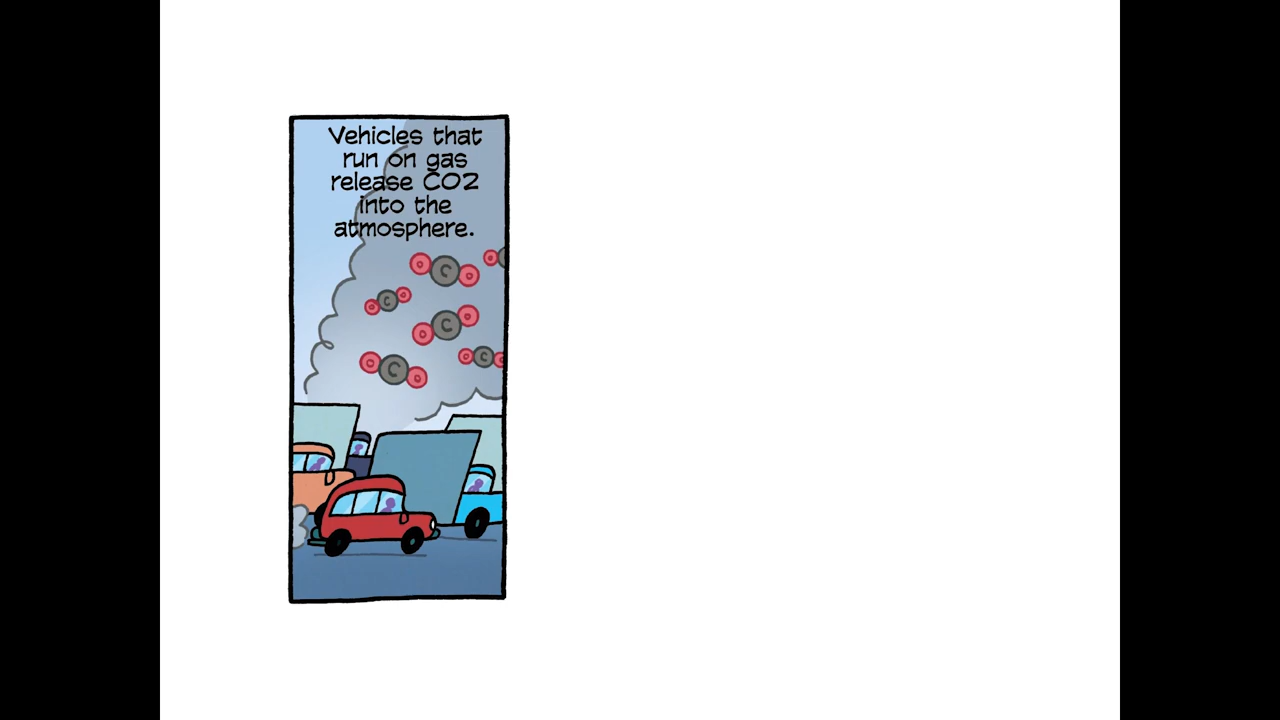 Vehicles that
run on gas
release CO2
into the
atmosphere.
O C O
O C
O C O
O C O
O C O
O C O